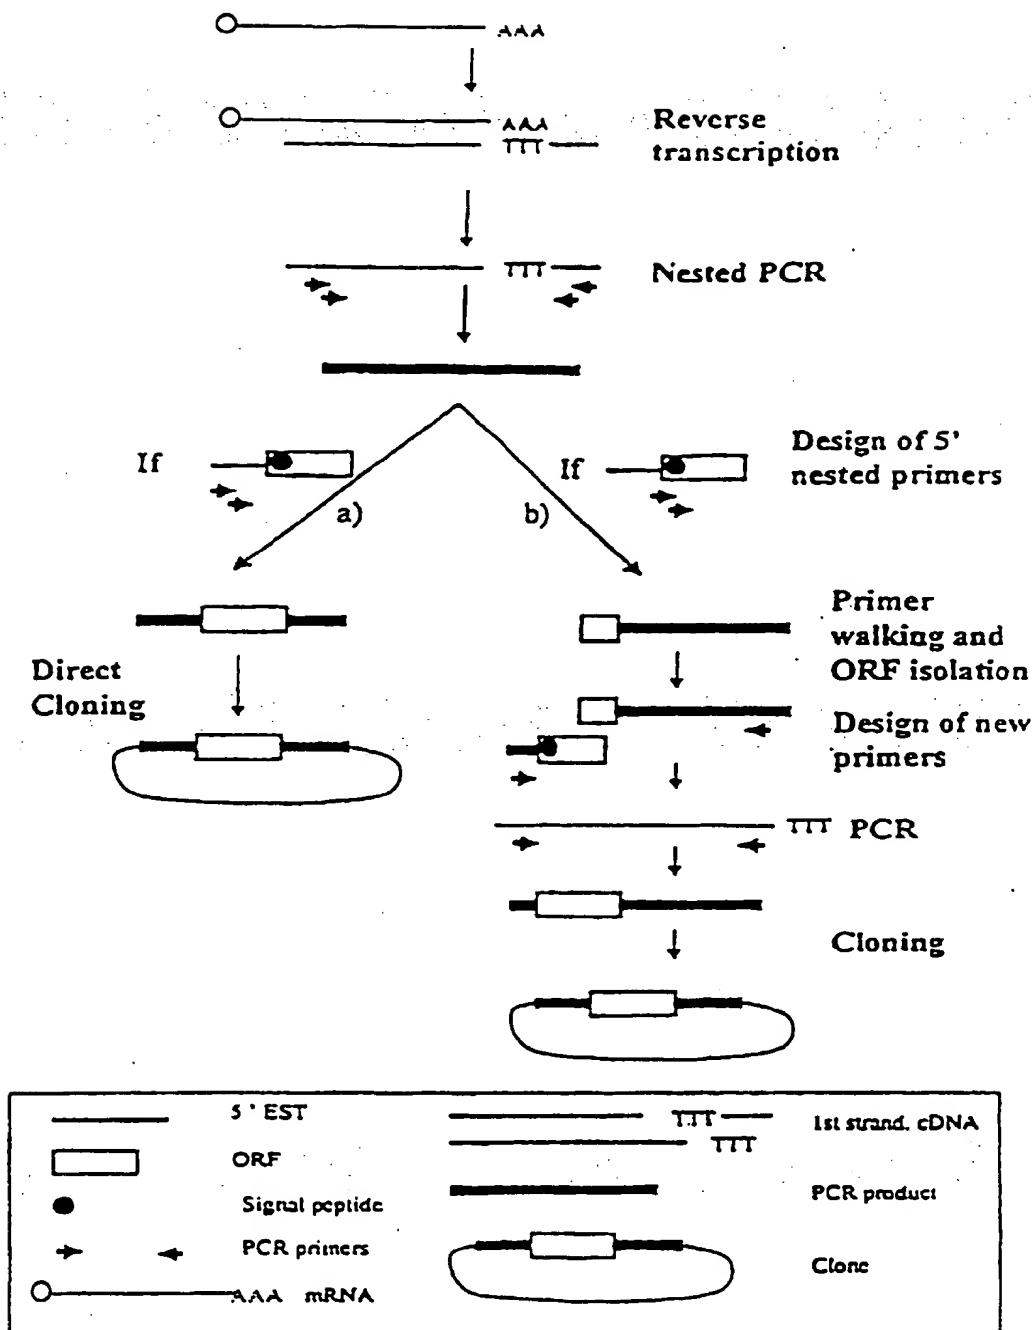 AAA
AAA
TTT
Reverse
transcription
TTT
Nested PCR
If
a)
If
b)
Design of 5'
nested primers
Direct
Cloning
Primer
walking and
ORF isolation
Design of new
primers
TTT PCR
Cloning
5' EST
ORF
Signal peptide
PCR primers
AAA mRNA
TTT
TTT
1st strand. cDNA
PCR product
Clone